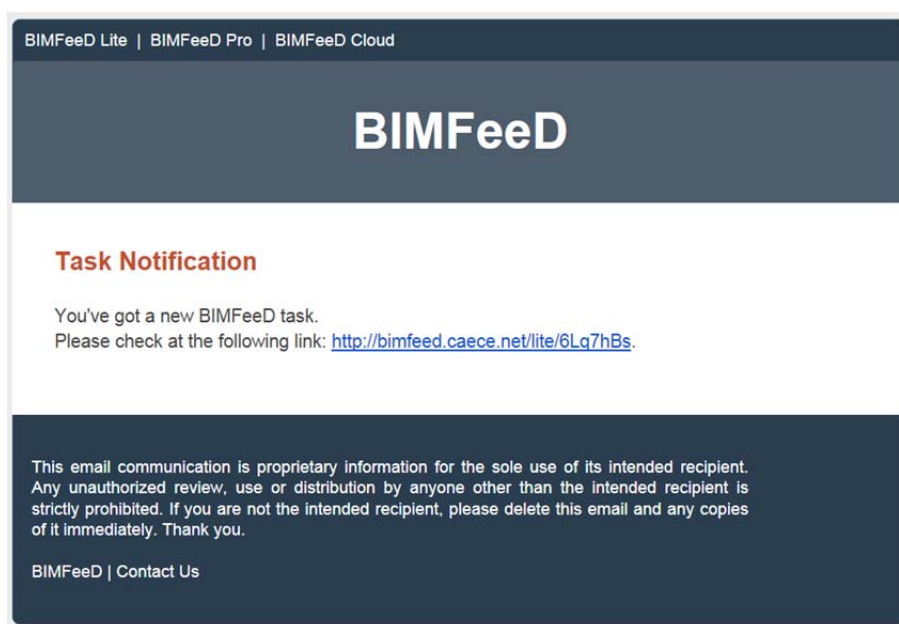 BIMFeeD Lite | BIMFeeD Pro | BIMFeeD Cloud
BIMFeeD
Task Notification
You've got a new BIMFeeD task.
Please check at the following link: http://bimfeed.caece.net/lite/6Lq7hBs.
This email communication is proprietary information for the sole use of its intended recipient.
Any unauthorized review, use or distribution by anyone other than the intended recipient is
strictly prohibited. If you are not the intended recipient, please delete this email and any copies
of it immediately. Thank you.
BIMFeeD | Contact Us